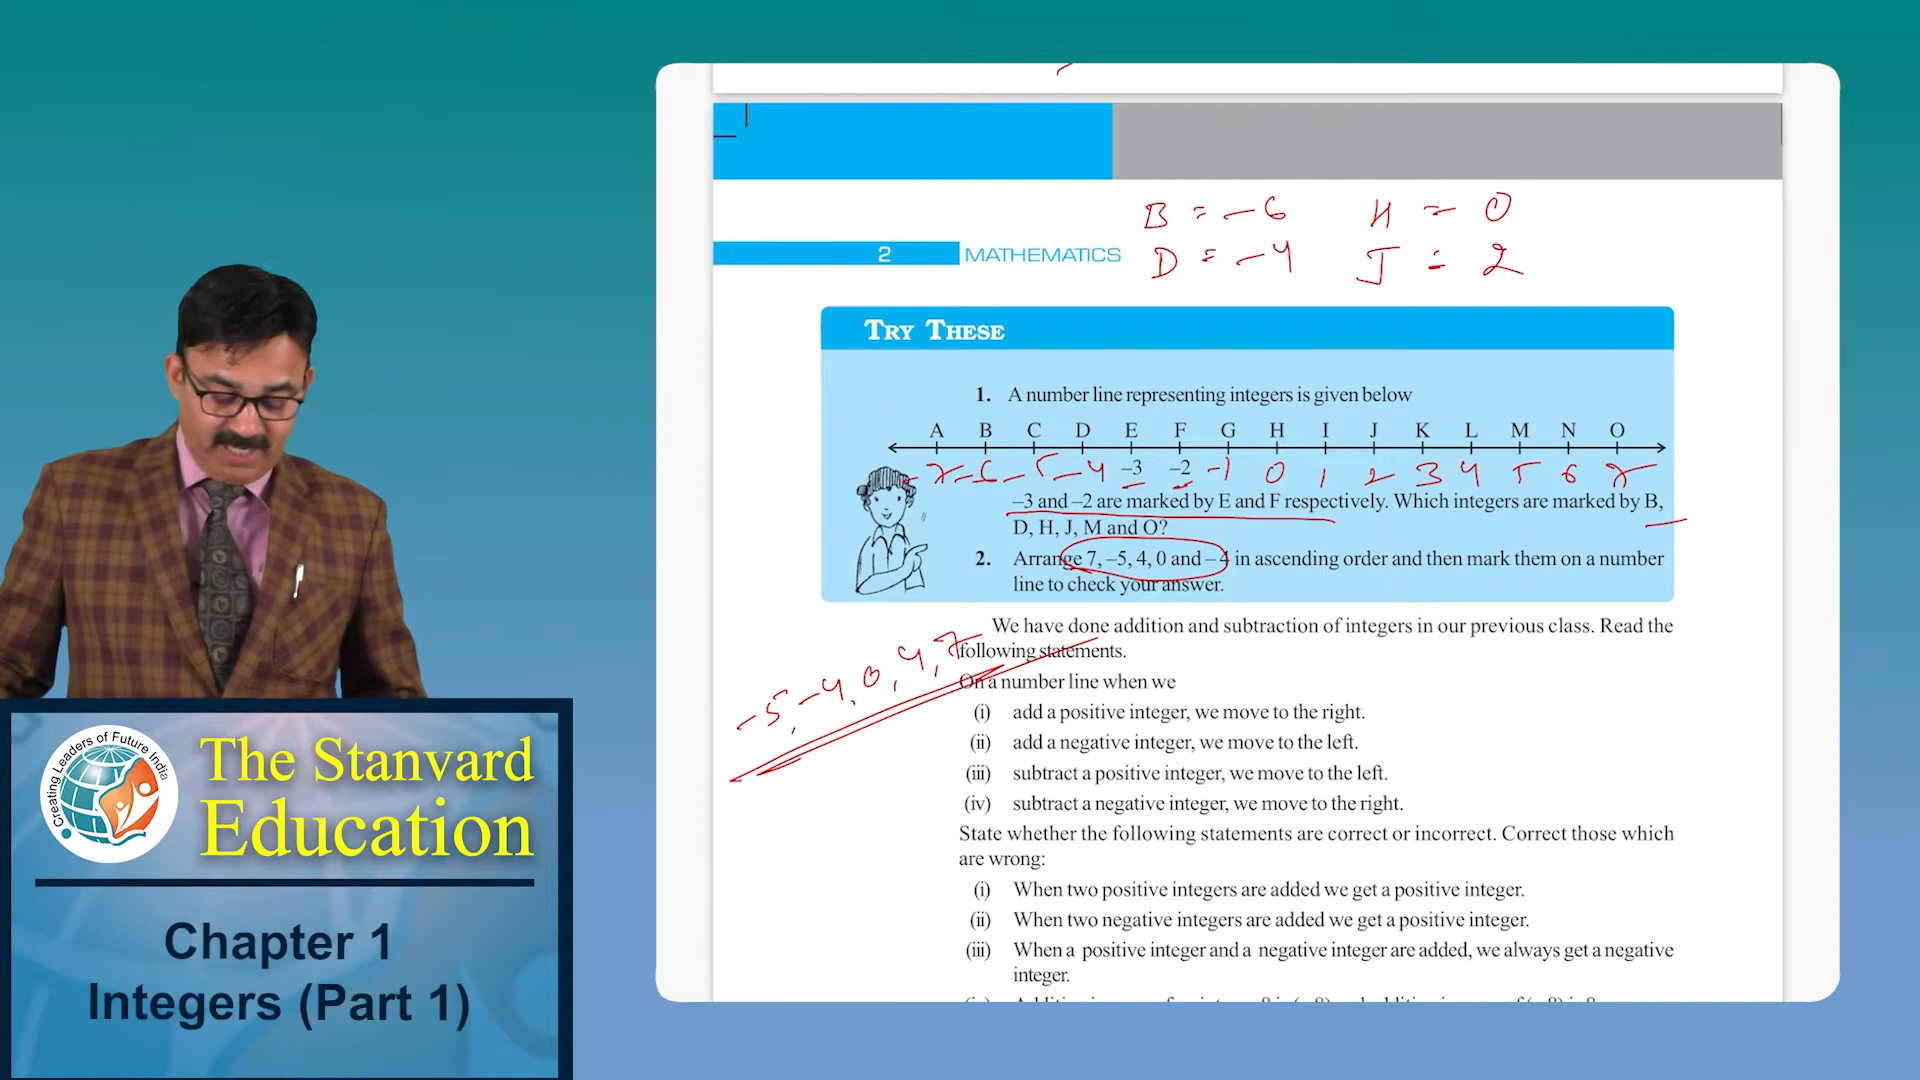 B = -6 H = 0
2 MATHEMATICS D = -4 J = 2
TRY THESE
1. A number line representing integers is given below
A B C D E F G H I J K L M N O
-7 -6 -5 -4 –3 –2 -1 0 1 2 3 4 5 6 7
–3 and –2 are marked by E and F respectively. Which integers are marked by B,
D, H, J, M and O?
2. Arrange 7, –5, 4, 0 and – 4 in ascending order and then mark them on a number
line to check your answer.
-5, -4, 0, 4, 7
We have done addition and subtraction of integers in our previous class. Read the
following statements.
On a number line when we
(i) add a positive integer, we move to the right.
(ii) add a negative integer, we move to the left.
(iii) subtract a positive integer, we move to the left.
(iv) subtract a negative integer, we move to the right.
State whether the following statements are correct or incorrect. Correct those which
are wrong:
(i) When two positive integers are added we get a positive integer.
(ii) When two negative integers are added we get a positive integer.
(iii) When a positive integer and a negative integer are added, we always get a negative
integer.
Creating Leaders of Future India
The Stanvard
Education
Chapter 1
Integers (Part 1)